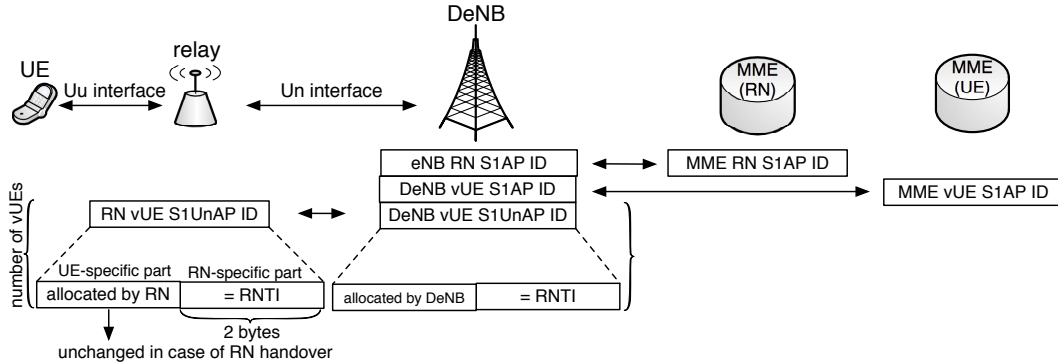 DeNB
relay
UE
Uu interface
Un interface
MME
(RN)
MME
(UE)
eNB RN S1AP ID
MME RN S1AP ID
DeNB vUE S1AP ID
MME vUE S1AP ID
RN vUE S1UnAP ID
DeNB vUE S1UnAP ID
number of vUEs
UE-specific part
RN-specific part
allocated by RN
= RNTI
allocated by DeNB
= RNTI
2 bytes
unchanged in case of RN handover